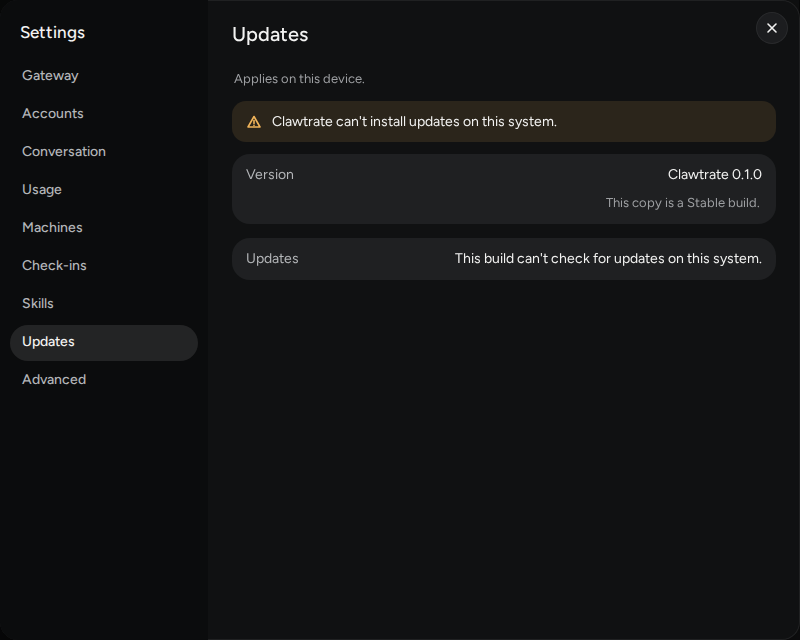 Settings
Gateway
Accounts
Conversation
Usage
Machines
Check-ins
Skills
Updates
Advanced
Updates
Applies on this device.
Clawtrate can't install updates on this system.
Version
Clawtrate 0.1.0
This copy is a Stable build.
Updates
This build can't check for updates on this system.